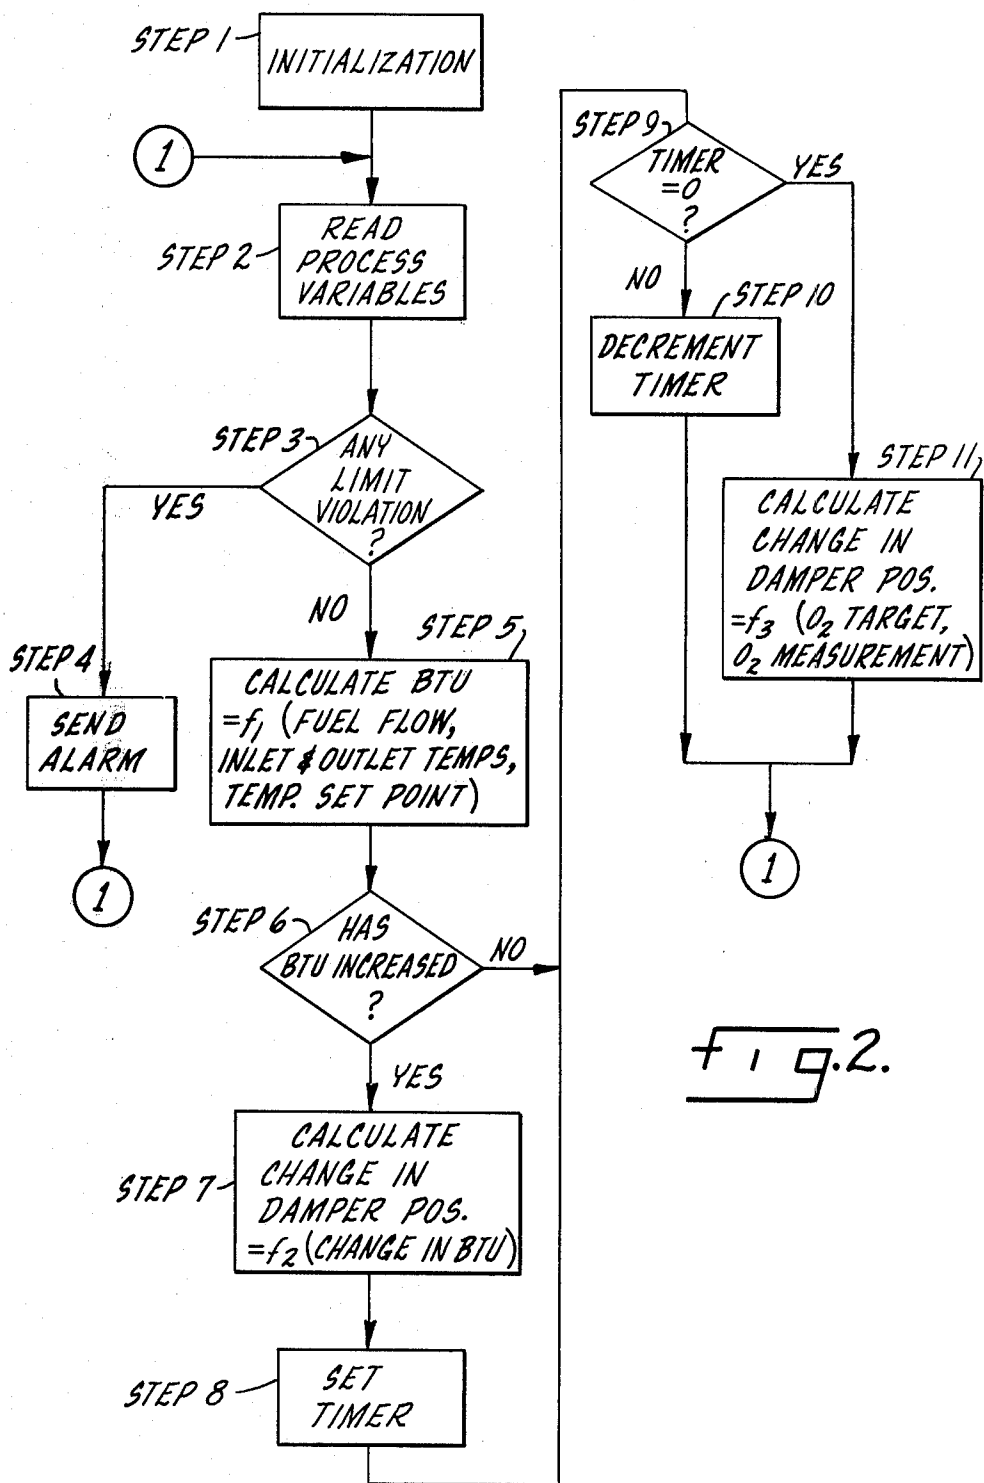 STEP 1
INITIALIZATION
1
STEP 2
READ
PROCESS
VARIABLES
STEP 3
ANY
LIMIT
VIOLATION
?
YES
NO
STEP 4
SEND
ALARM
1
STEP 5
CALCULATE BTU
=f1 (FUEL FLOW,
INLET & OUTLET TEMPS,
TEMP. SET POINT)
STEP 6
HAS
BTU INCREASED
?
NO
YES
STEP 7
CALCULATE
CHANGE IN
DAMPER POS.
=f2 (CHANGE IN BTU)
STEP 8
SET
TIMER
STEP 9
TIMER
=0
?
YES
NO
STEP 10
DECREMENT
TIMER
STEP 11
CALCULATE
CHANGE IN
DAMPER POS.
=f3 (O2 TARGET,
O2 MEASUREMENT)
1
fig.2.